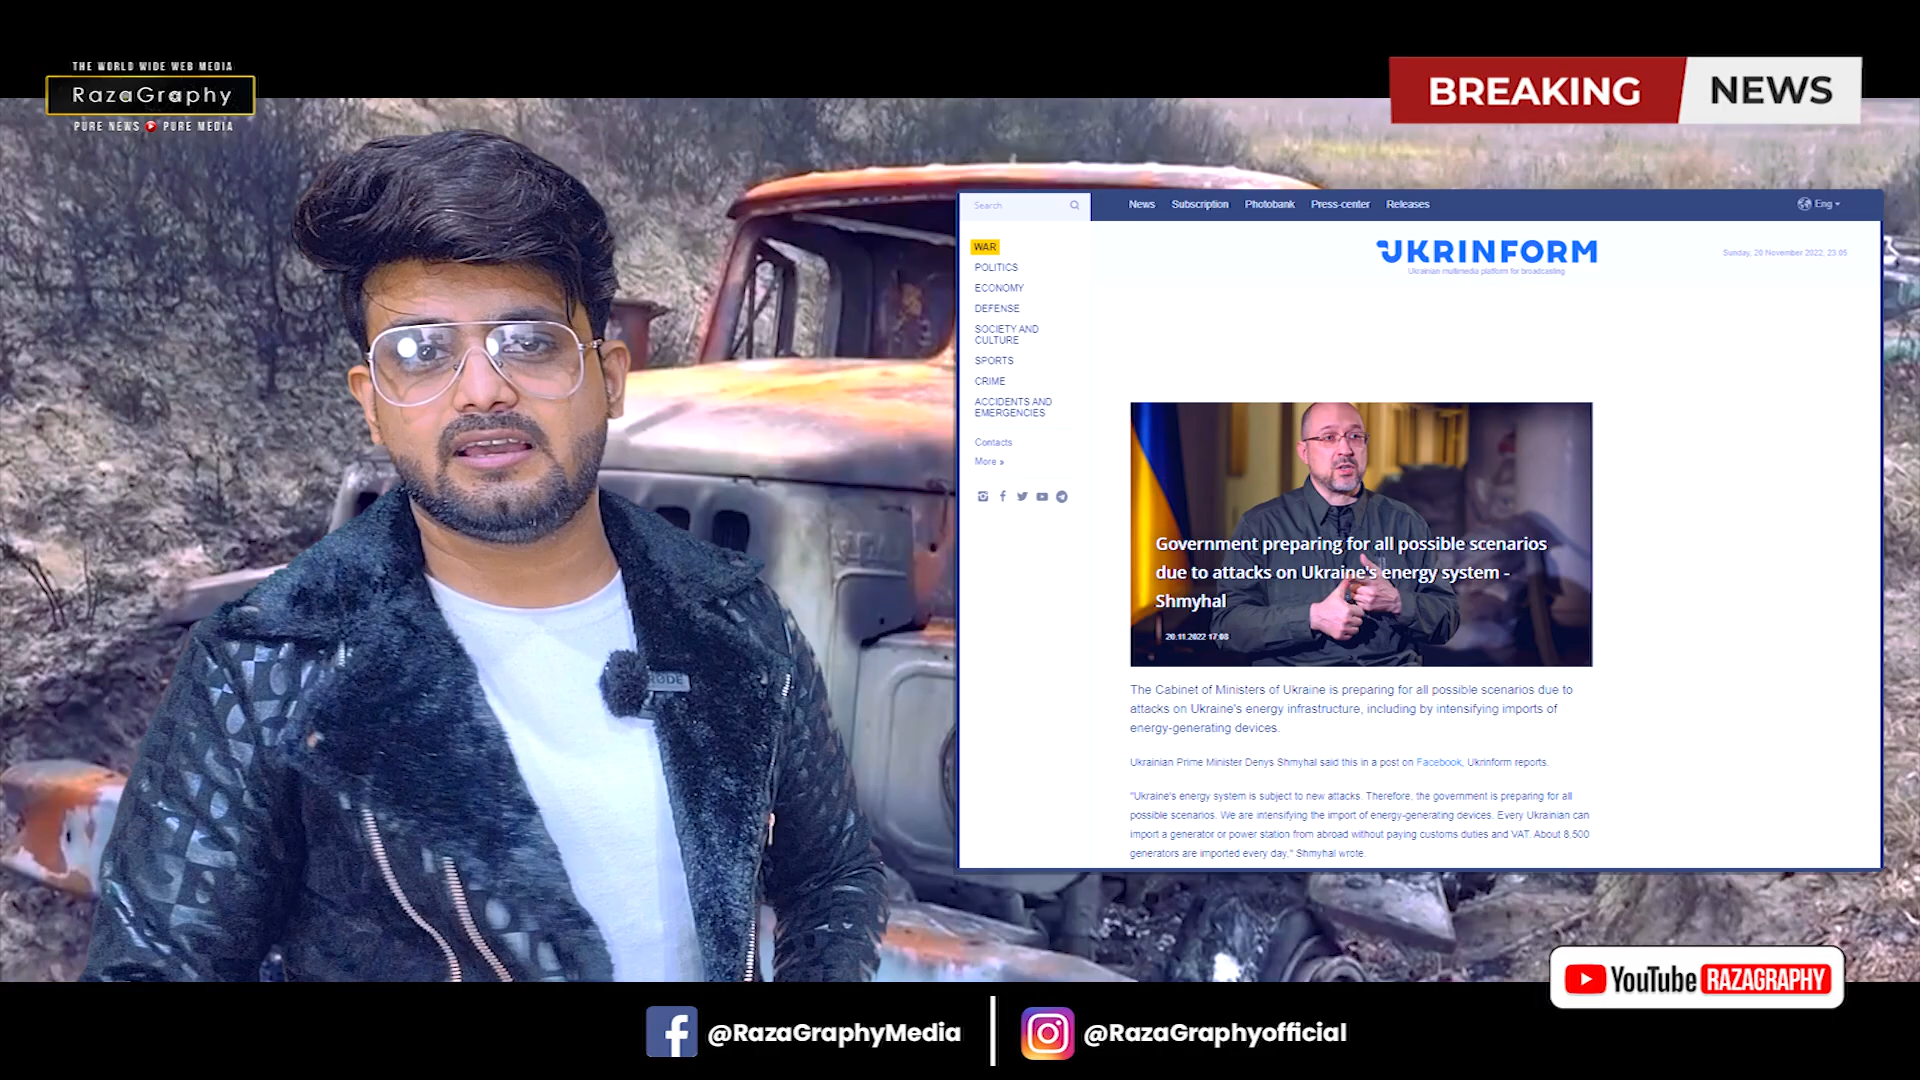 THE WORLD WIDE WEB MEDIA
RazaGraphy
PURE NEWS PURE MEDIA
BREAKING NEWS
Search
News Subscription Photobank Press-center Releases
Eng
WAR
POLITICS
ECONOMY
DEFENSE
SOCIETY AND
CULTURE
SPORTS
CRIME
ACCIDENTS AND
EMERGENCIES
Contacts
More »
UKRINFORM
Ukrainian multimedia platform for broadcasting
Sunday, 20 November 2022, 23:05
Government preparing for all possible scenarios
due to attacks on Ukraine's energy system -
Shmyhal
20.11.2022 17:08
The Cabinet of Ministers of Ukraine is preparing for all possible scenarios due to
attacks on Ukraine's energy infrastructure, including by intensifying imports of
energy-generating devices.
Ukrainian Prime Minister Denys Shmyhal said this in a post on Facebook, Ukrinform reports.
"Ukraine's energy system is subject to new attacks. Therefore, the government is preparing for all
possible scenarios. We are intensifying the import of energy-generating devices. Every Ukrainian can
import a generator or power station from abroad without paying customs duties and VAT. About 8,500
generators are imported every day," Shmyhal wrote.
RØDE
YouTube RAZAGRAPHY
@RazaGraphyMedia
@RazaGraphyofficial